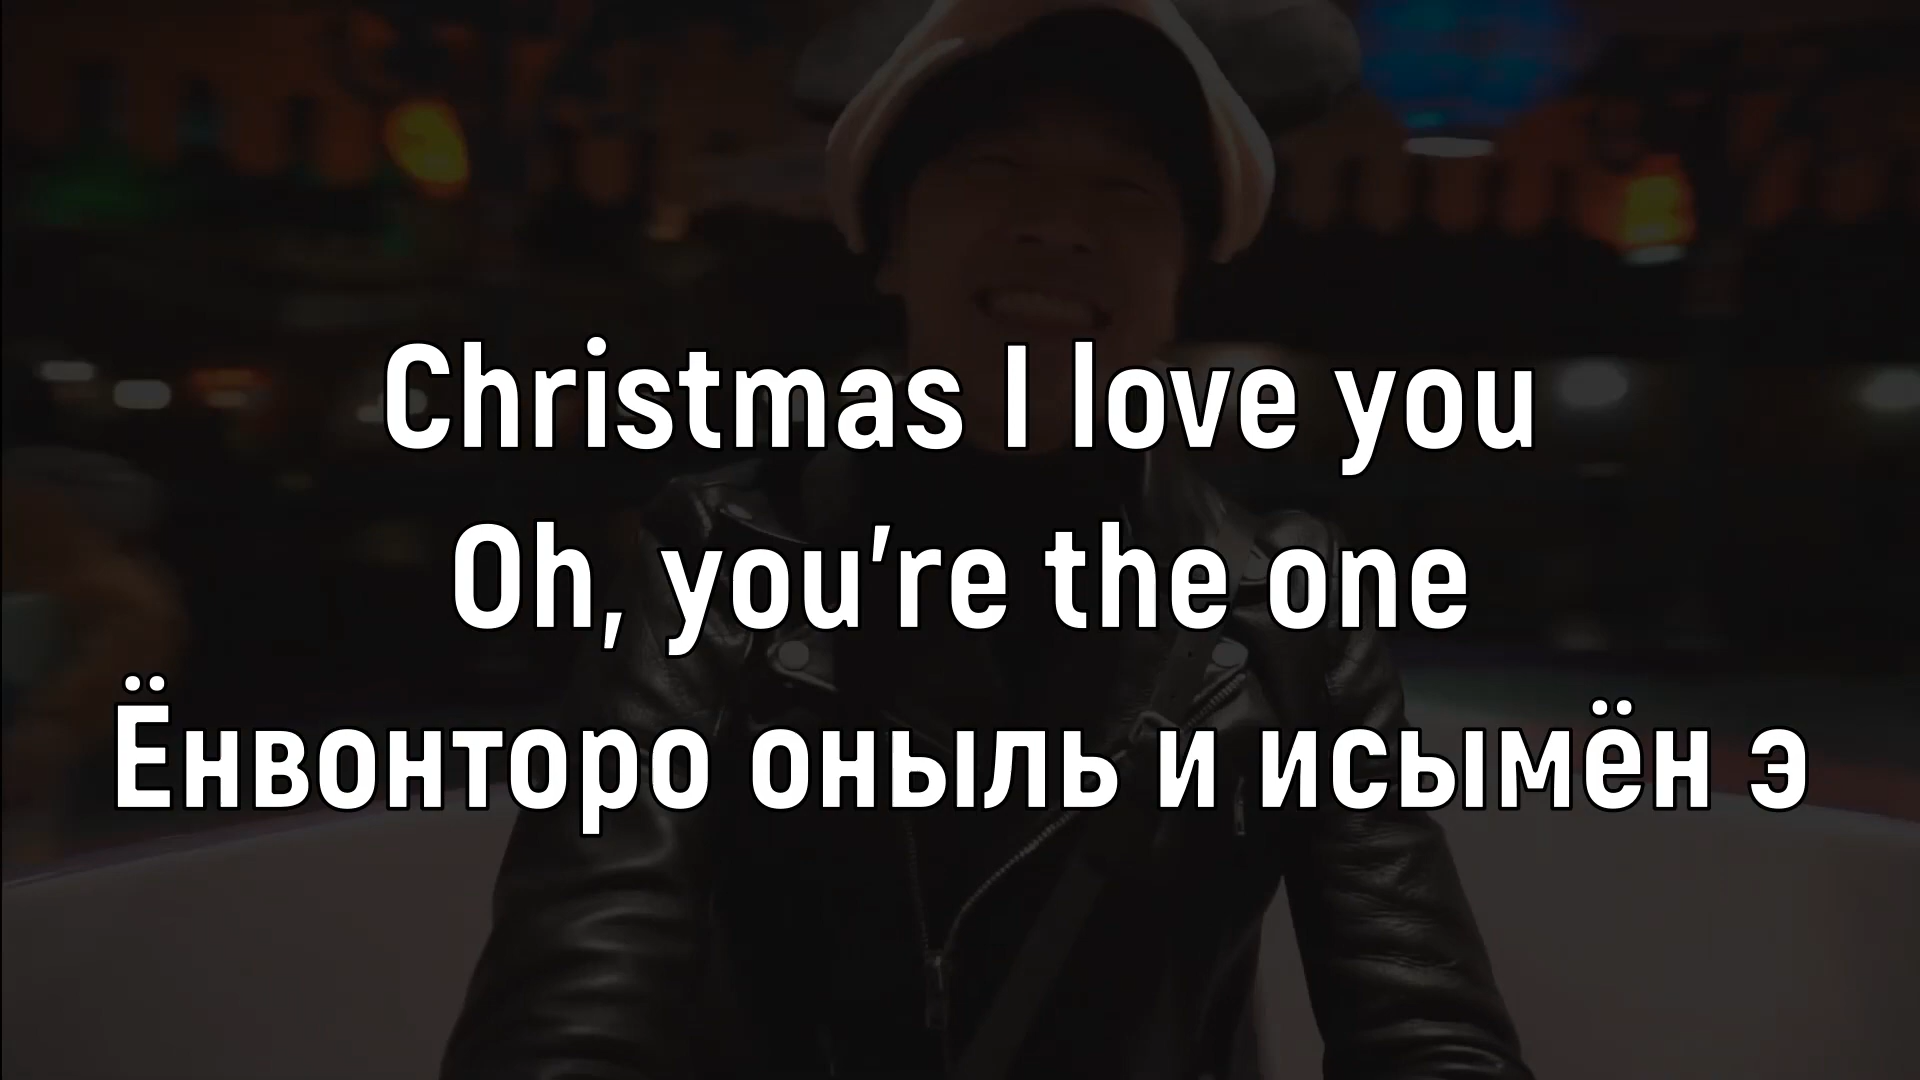 Christmas I love you
Oh, you're the one
Ёнвонторо оныль и исымён э